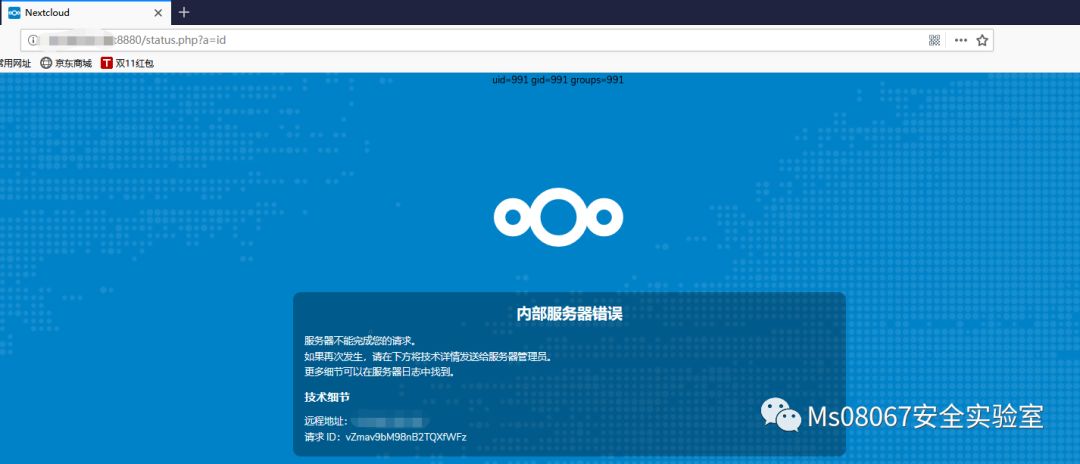 Nextcloud
:8880/status.php?a=id
常用网址 京东商城 双11红包
uid=991 gid=991 groups=991
内部服务器错误
服务器不能完成您的请求。
如果再次发生，请在下方将技术详情发送给服务器管理员。
更多细节可以在服务器日志中找到。
技术细节
远程地址：
请求 ID： vZmav9bM98nB2TQXfWFz
Ms08067安全实验室